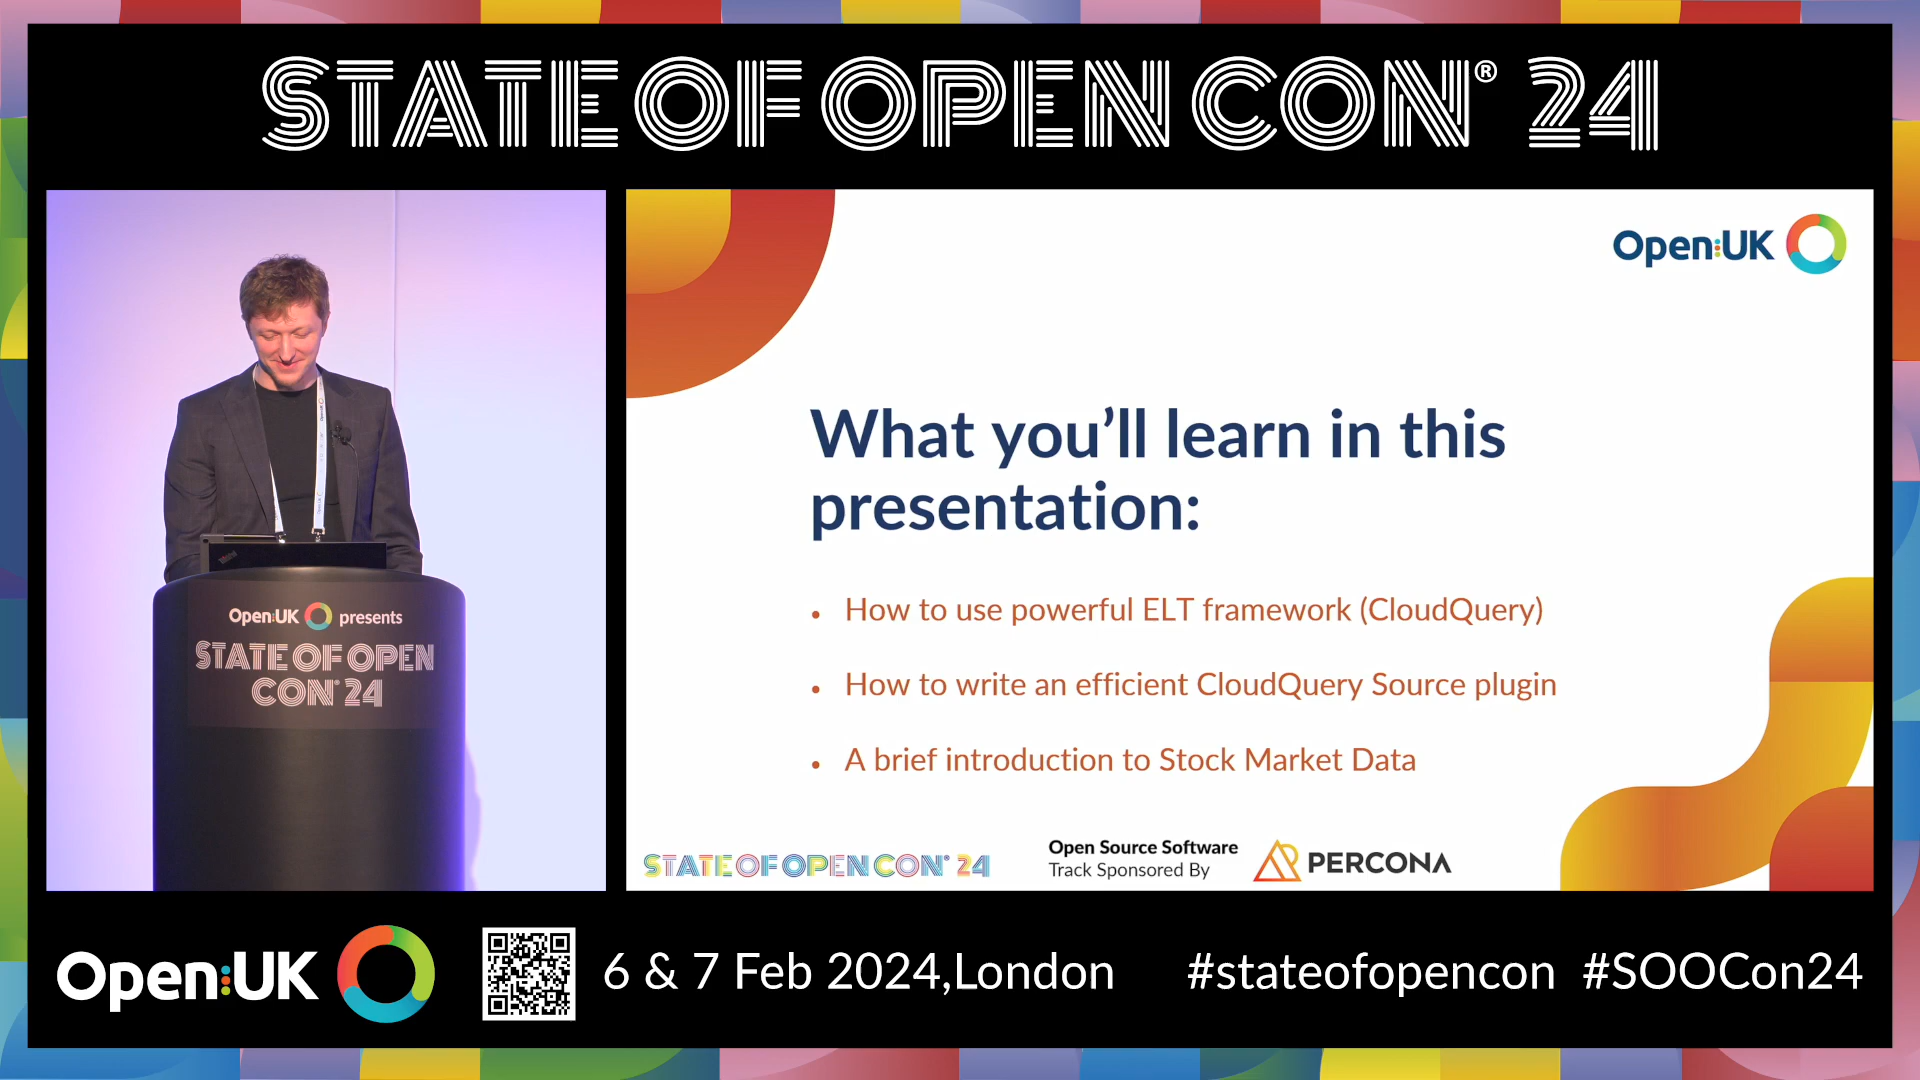 STATE OF OPEN CON® 24
Open:UK
What you'll learn in this
presentation:
• How to use powerful ELT framework (CloudQuery)
• How to write an efficient CloudQuery Source plugin
• A brief introduction to Stock Market Data
STATE OF OPEN CON® 24
Open Source Software
Track Sponsored By
PERCONA
Open:UK presents
STATE OF OPEN
CON® 24
Open:UK
6 & 7 Feb 2024,London
#stateofopencon #SOOCon24